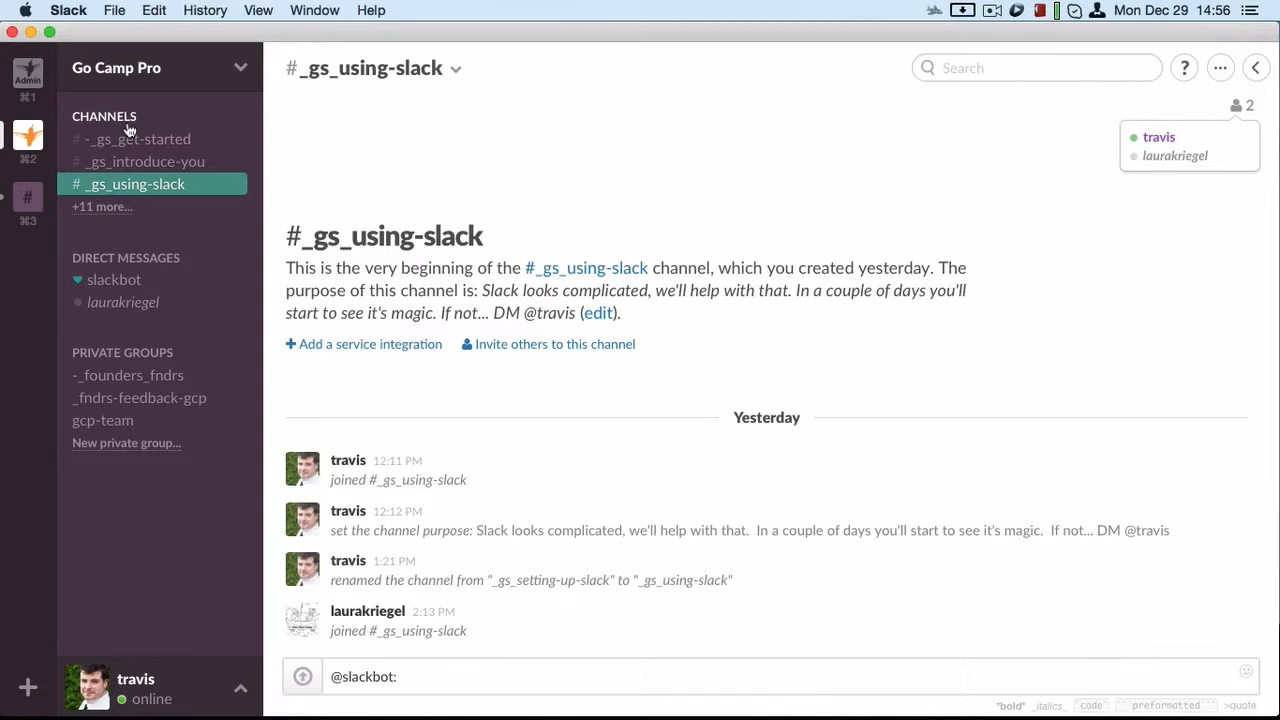 Slack File Edit History View Window Help Mon Dec 29 14:56
Admin
⌘1
⌘2
#
⌘3
Go Camp Pro
CHANNELS
# -_gs_get-started
# _gs_introduce-you
# _gs_using-slack
+11 more...
DIRECT MESSAGES
slackbot
laurakriegel
PRIVATE GROUPS
-_founders_fndrs
_fndrs-feedback-gcp
gcp-team
New private group...
travis
online
#_gs_using-slack
Search
?
2
travis
laurakriegel
#_gs_using-slack
This is the very beginning of the #_gs_using-slack channel, which you created yesterday. The
purpose of this channel is: Slack looks complicated, we'll help with that. In a couple of days you'll
start to see it's magic. If not... DM @travis (edit).
+ Add a service integration Invite others to this channel
Yesterday
travis 12:11 PM
joined #_gs_using-slack
travis 12:12 PM
set the channel purpose: Slack looks complicated, we'll help with that. In a couple of days you'll start to see it's magic. If not... DM @travis
travis 1:21 PM
renamed the channel from "_gs_setting-up-slack" to "_gs_using-slack"
laurakriegel 2:13 PM
joined #_gs_using-slack
@slackbot:
*bold* _italics_ `code` ```preformatted``` >quote